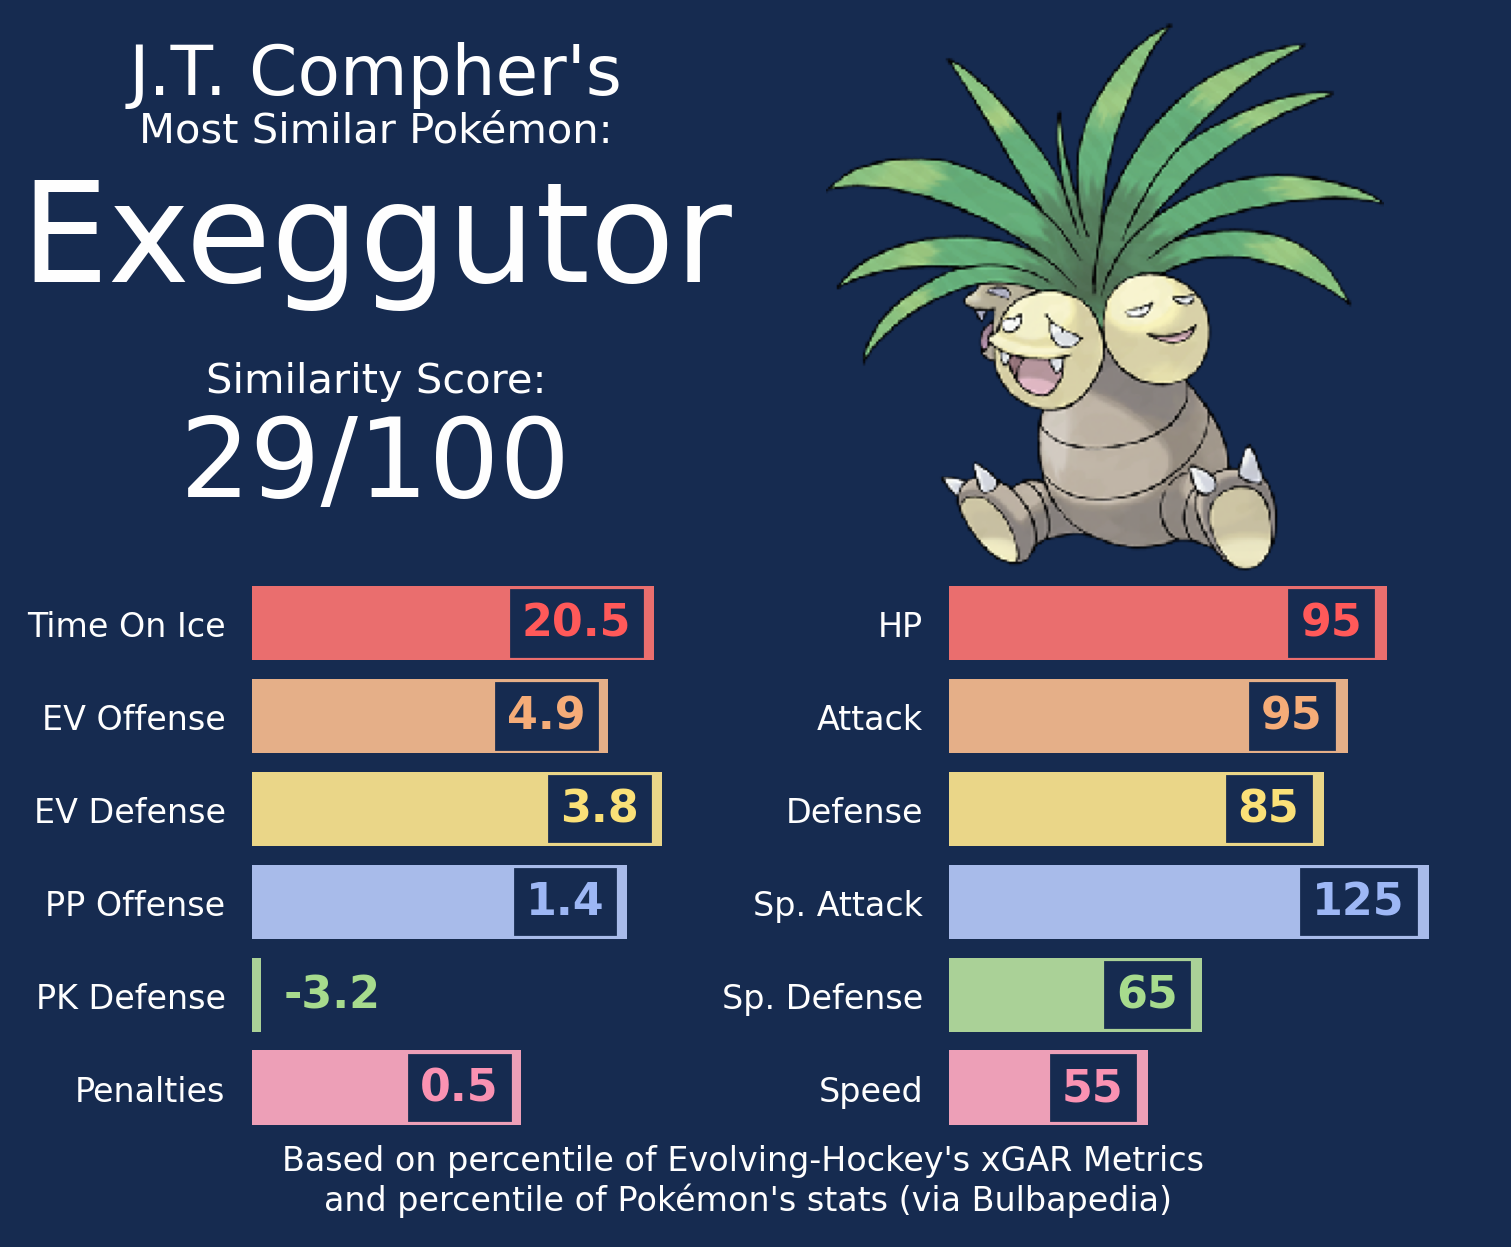 J.T. Compher's
Most Similar Pokémon:
Exeggutor
Similarity Score:
29/100
Time On Ice 20.5
EV Offense 4.9
EV Defense 3.8
PP Offense 1.4
PK Defense -3.2
Penalties 0.5
HP 95
Attack 95
Defense 85
Sp. Attack 125
Sp. Defense 65
Speed 55
Based on percentile of Evolving-Hockey's xGAR Metrics
and percentile of Pokémon's stats (via Bulbapedia)